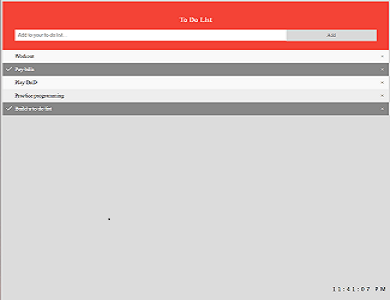 To Do List
Add to your to do list...
Add
Workout
×
Pay bills
×
Play DnD
×
Practice programming
×
Build a to do list
×
11:41:07 PM